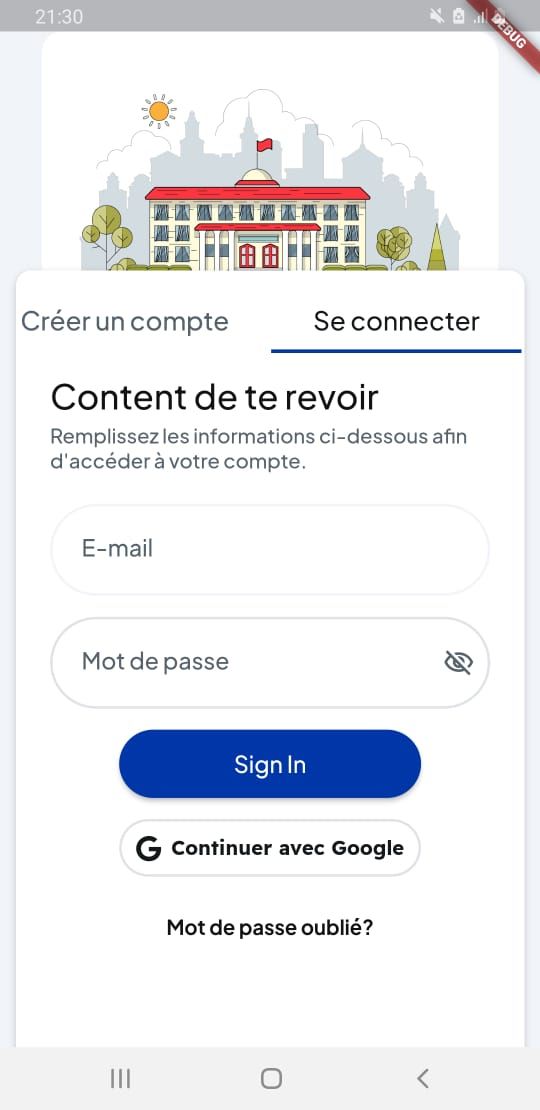 21:30
DEBUG
Créer un compte
Se connecter
Content de te revoir
Remplissez les informations ci-dessous afin
d'accéder à votre compte.
E-mail
Mot de passe
Sign In
G Continuer avec Google
Mot de passe oublié?